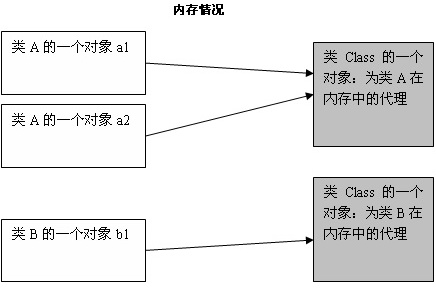 内存情况
类 A 的一个对象 a1
类 Class 的一个
对象：为类 A 在
内存中的代理
类 A 的一个对象 a2
类 Class 的一个
对象：为类 B 在
内存中的代理
类 B 的一个对象 b1